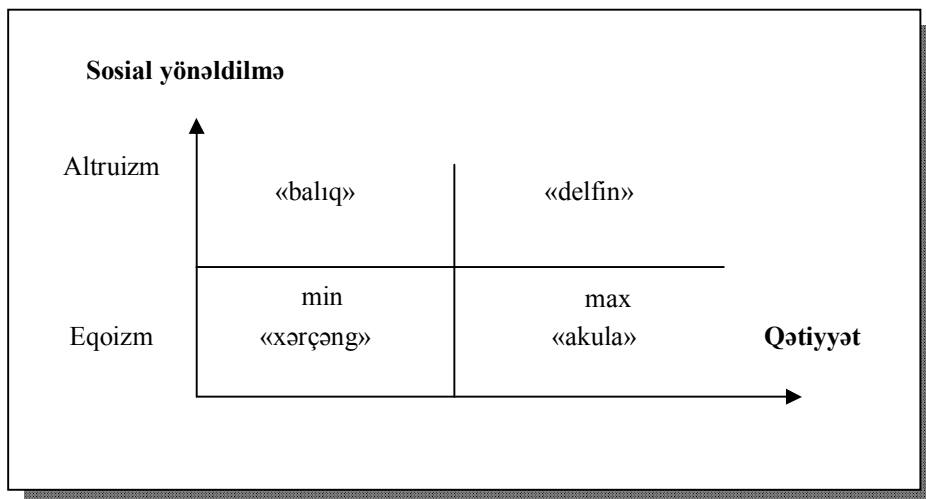 Sosial yönəldilmə
Altruizm
«balıq» «delfin»
min max
Eqoizm «xərçəng» «akula» Qətiyyət